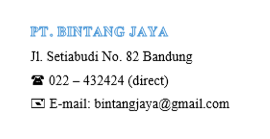 PT. BINTANG JAYA
Jl. Setiabudi No. 82 Bandung
☎ 022 – 432424 (direct)
🖃 E-mail: bintangjaya@gmail.com